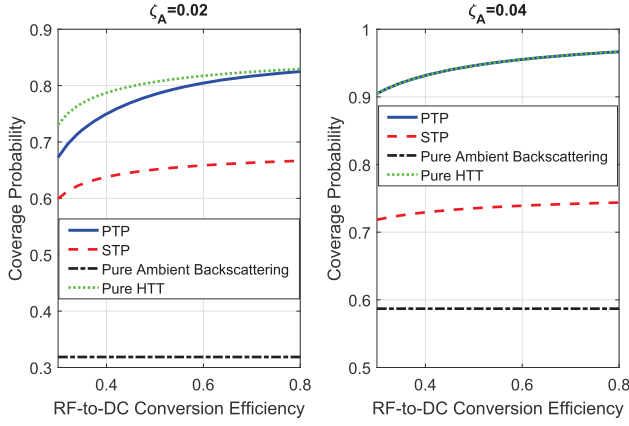 ζA=0.02
Coverage Probability
0.9
0.8
0.7
0.6
0.5
0.4
0.3
PTP
STP
Pure Ambient Backscattering
Pure HTT
0.4
0.6
0.8
RF-to-DC Conversion Efficiency
ζA=0.04
Coverage Probability
1
0.9
0.8
0.7
0.6
0.5
PTP
STP
Pure Ambient Backscattering
Pure HTT
0.4
0.6
0.8
RF-to-DC Conversion Efficiency